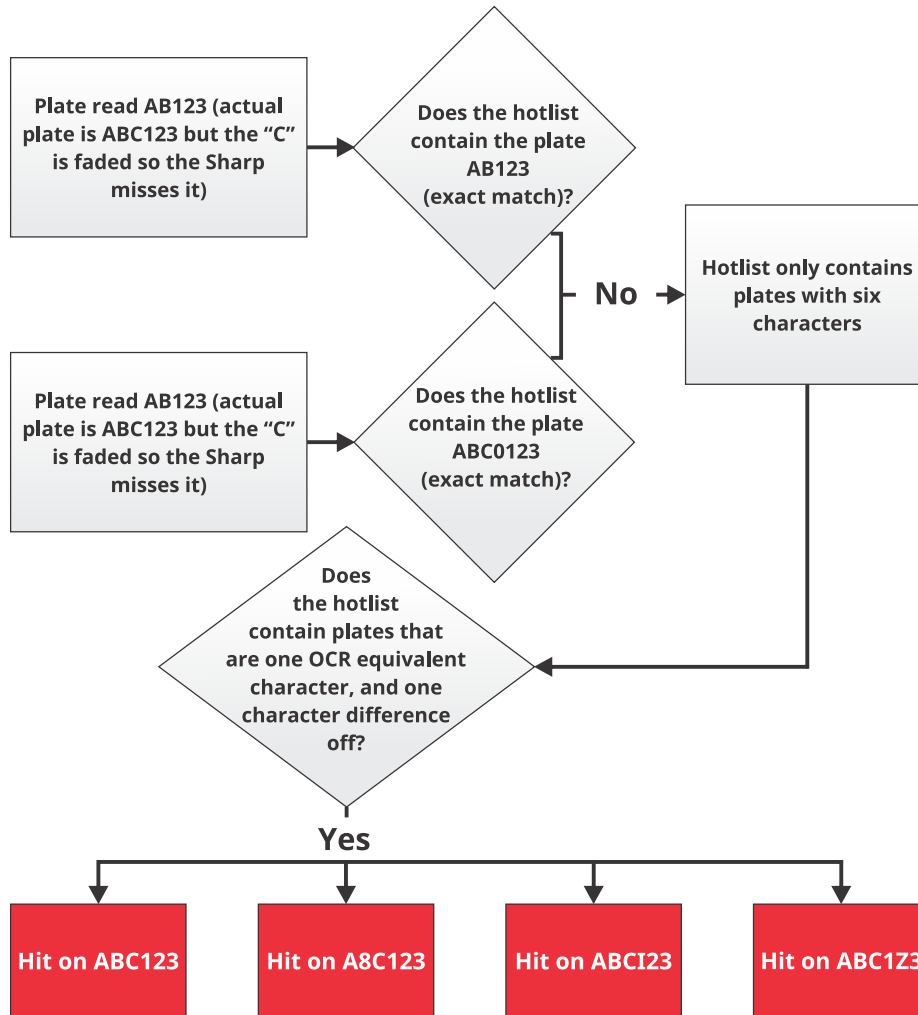 Plate read AB123 (actual
plate is ABC123 but the “C”
is faded so the Sharp
misses it)
Does the hotlist
contain the plate
AB123
(exact match)?
No
Hotlist only contains
plates with six
characters
Plate read AB123 (actual
plate is ABC123 but the “C”
is faded so the Sharp
misses it)
Does the hotlist
contain the plate
ABC0123
(exact match)?
Does
the hotlist
contain plates that
are one OCR equivalent
character, and one
character difference
off?
Yes
Hit on ABC123
Hit on A8C123
Hit on ABCI23
Hit on ABC1Z3